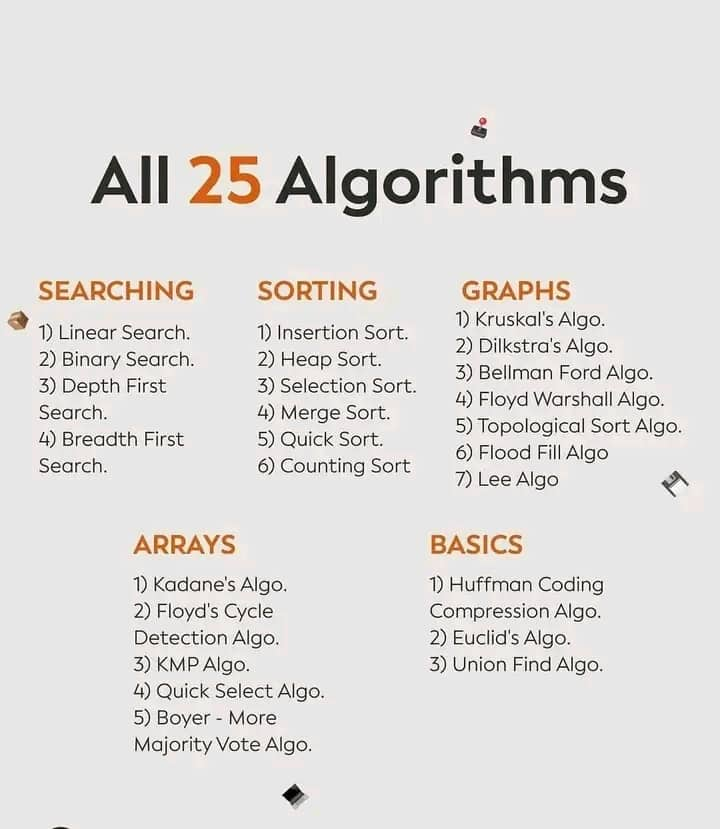 All 25 Algorithms
SEARCHING
1) Linear Search.
2) Binary Search.
3) Depth First
Search.
4) Breadth First
Search.
SORTING
1) Insertion Sort.
2) Heap Sort.
3) Selection Sort.
4) Merge Sort.
5) Quick Sort.
6) Counting Sort
GRAPHS
1) Kruskal's Algo.
2) Dilkstra's Algo.
3) Bellman Ford Algo.
4) Floyd Warshall Algo.
5) Topological Sort Algo.
6) Flood Fill Algo
7) Lee Algo
ARRAYS
1) Kadane's Algo.
2) Floyd's Cycle
Detection Algo.
3) KMP Algo.
4) Quick Select Algo.
5) Boyer - More
Majority Vote Algo.
BASICS
1) Huffman Coding
Compression Algo.
2) Euclid's Algo.
3) Union Find Algo.